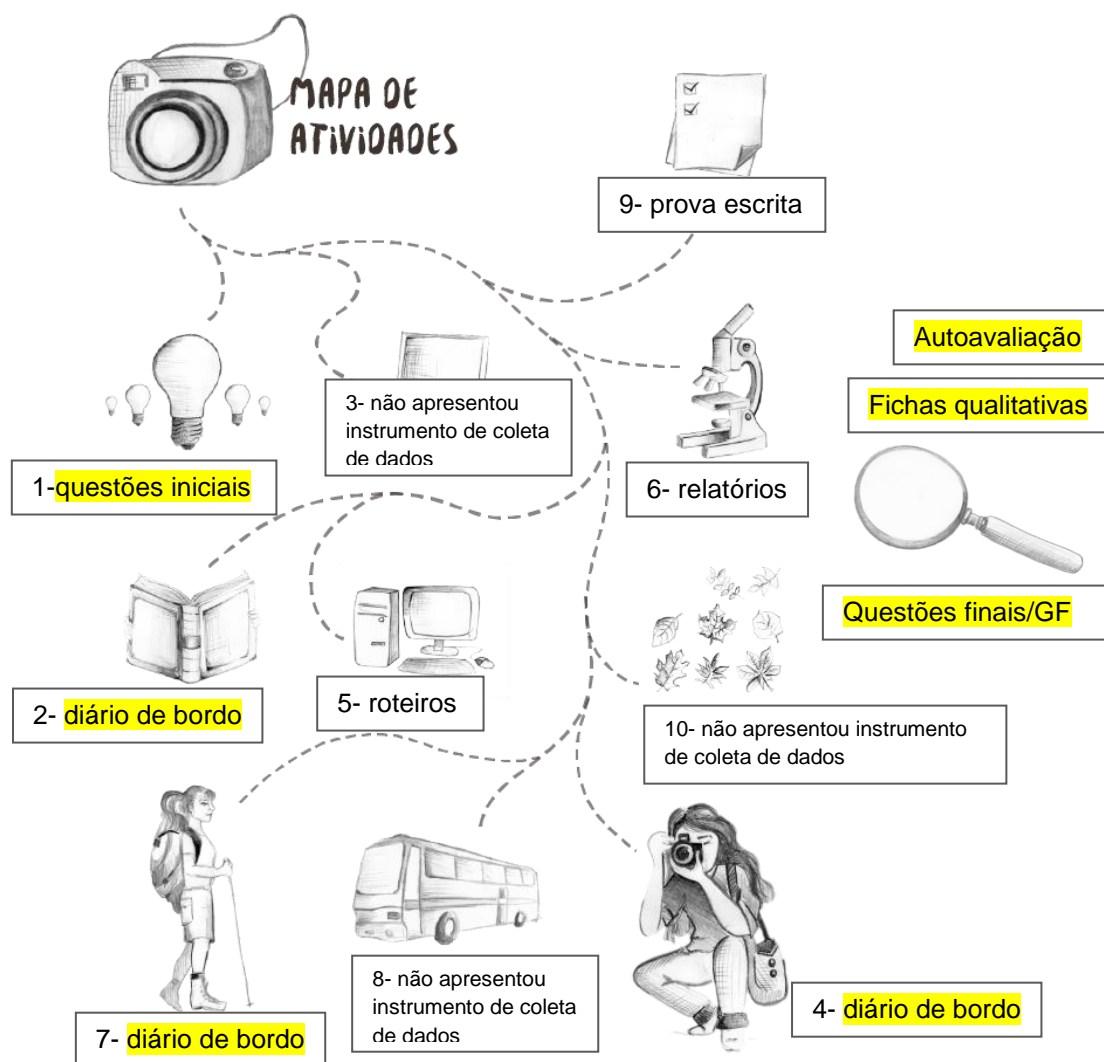 MAPA DE
ATIVIDADES
9- prova escrita
Autoavaliação
3- não apresentou
instrumento de coleta
de dados
Fichas qualitativas
1-questões iniciais
6- relatórios
Questões finais/GF
2- diário de bordo
5- roteiros
10- não apresentou instrumento
de coleta de dados
8- não apresentou
instrumento de coleta
de dados
7- diário de bordo
4- diário de bordo